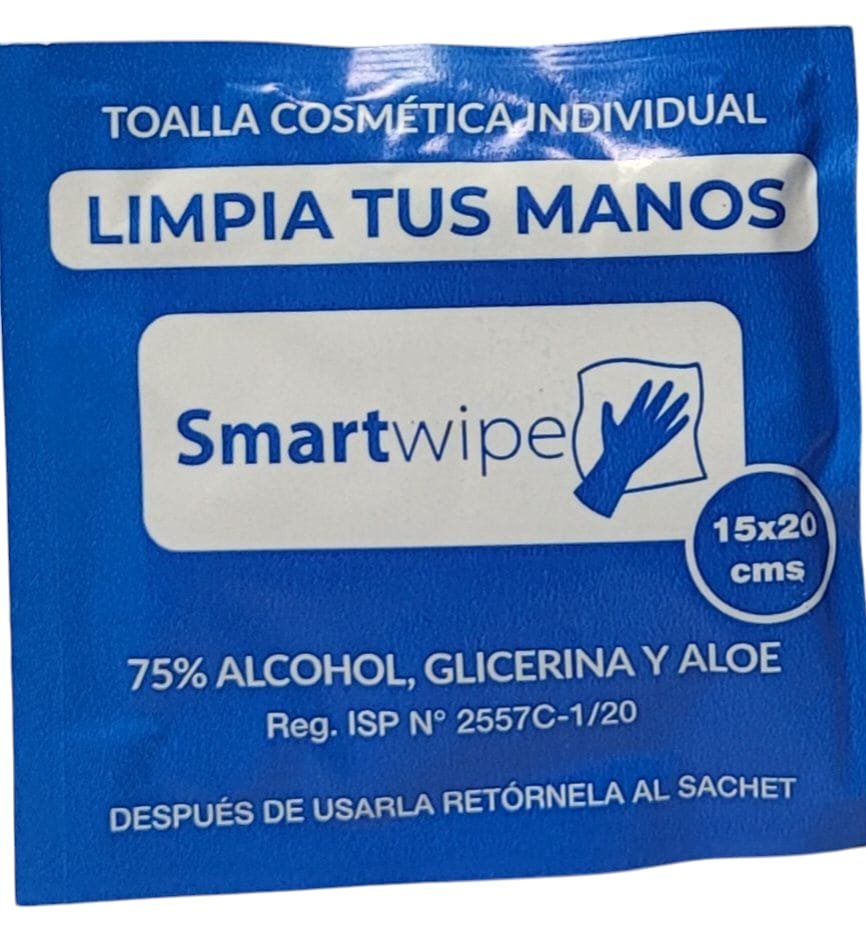 TOALLA COSMÉTICA INDIVIDUAL
LIMPIA TUS MANOS
Smartwipe
15x20
cms
75% ALCOHOL, GLICERINA Y ALOE
Reg. ISP N° 2557C-1/20
DESPUÉS DE USARLA RETÓRNELA AL SACHET